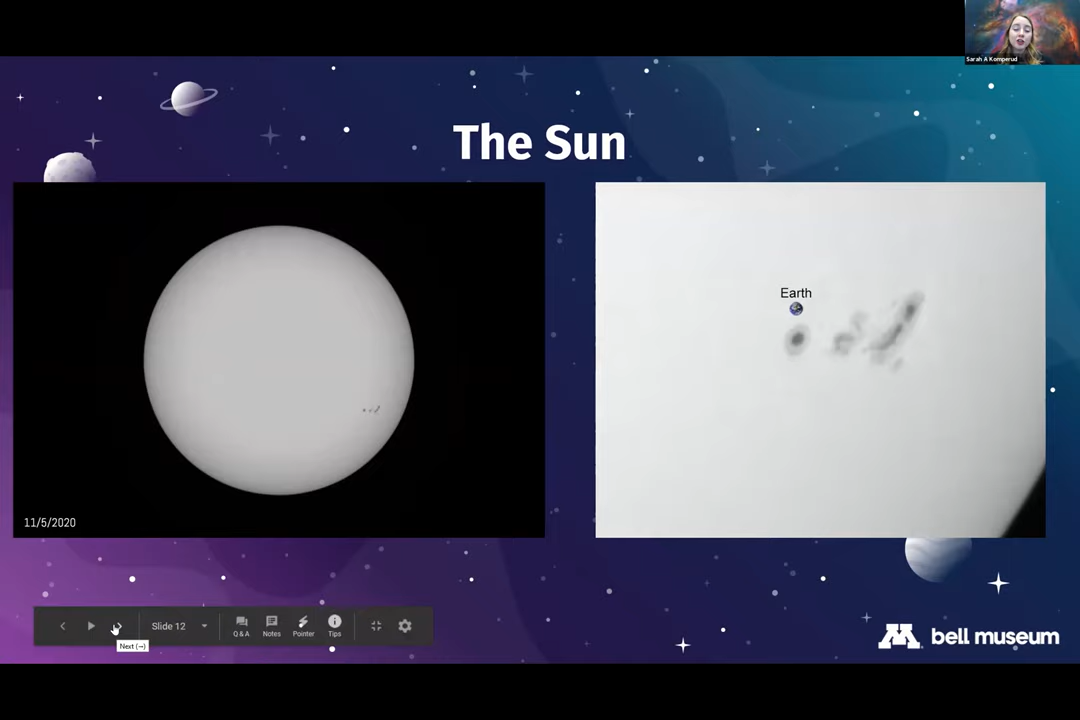 Sarah A Komperud
The Sun
Earth
11/5/2020
Slide 12
Q & A
Notes
Pointer
Tips
Next (→)
M
bell museum